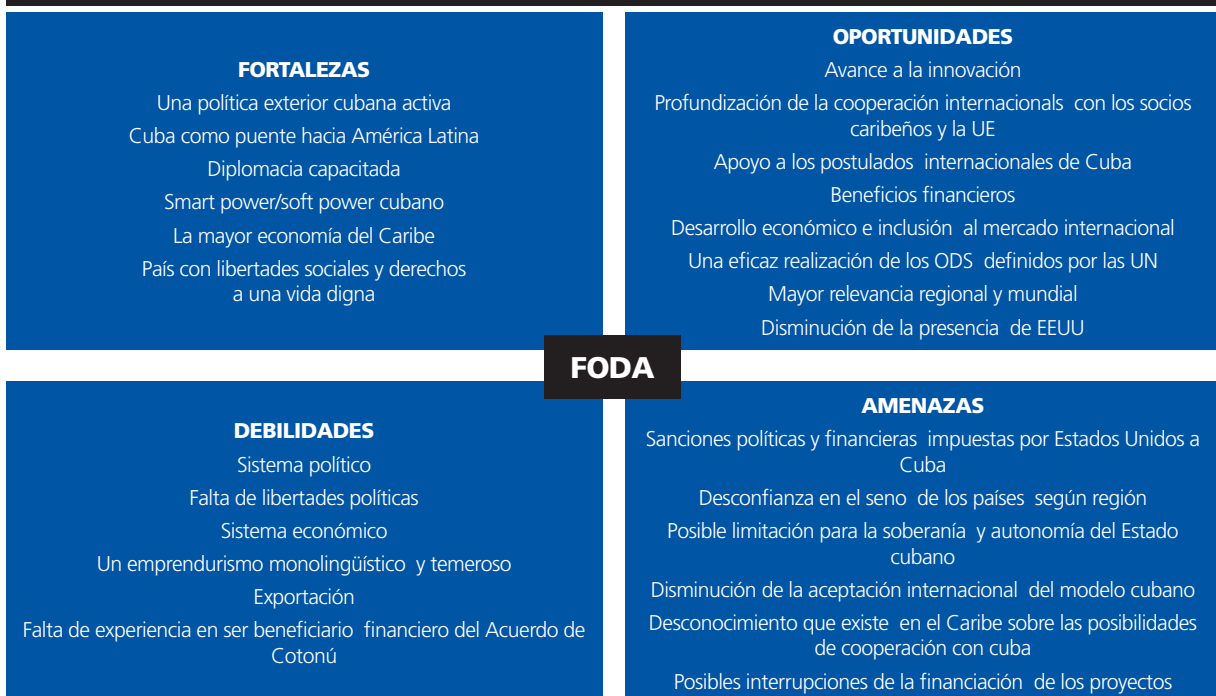 FORTALEZAS
Una política exterior cubana activa
Cuba como puente hacia América Latina
Diplomacia capacitada
Smart power/soft power cubano
La mayor economía del Caribe
País con libertades sociales y derechos
a una vida digna
OPORTUNIDADES
Avance a la innovación
Profundización de la cooperación internacionals con los socios
caribeños y la UE
Apoyo a los postulados internacionales de Cuba
Beneficios financieros
Desarrollo económico e inclusión al mercado internacional
Una eficaz realización de los ODS definidos por las UN
Mayor relevancia regional y mundial
Disminución de la presencia de EEUU
FODA
DEBILIDADES
Sistema político
Falta de libertades políticas
Sistema económico
Un emprendurismo monolingüístico y temeroso
Exportación
Falta de experiencia en ser beneficiario financiero del Acuerdo de
Cotonú
AMENAZAS
Sanciones políticas y financieras impuestas por Estados Unidos a
Cuba
Desconfianza en el seno de los países según región
Posible limitación para la soberanía y autonomía del Estado
cubano
Disminución de la aceptación internacional del modelo cubano
Desconocimiento que existe en el Caribe sobre las posibilidades
de cooperación con cuba
Posibles interrupciones de la financiación de los proyectos